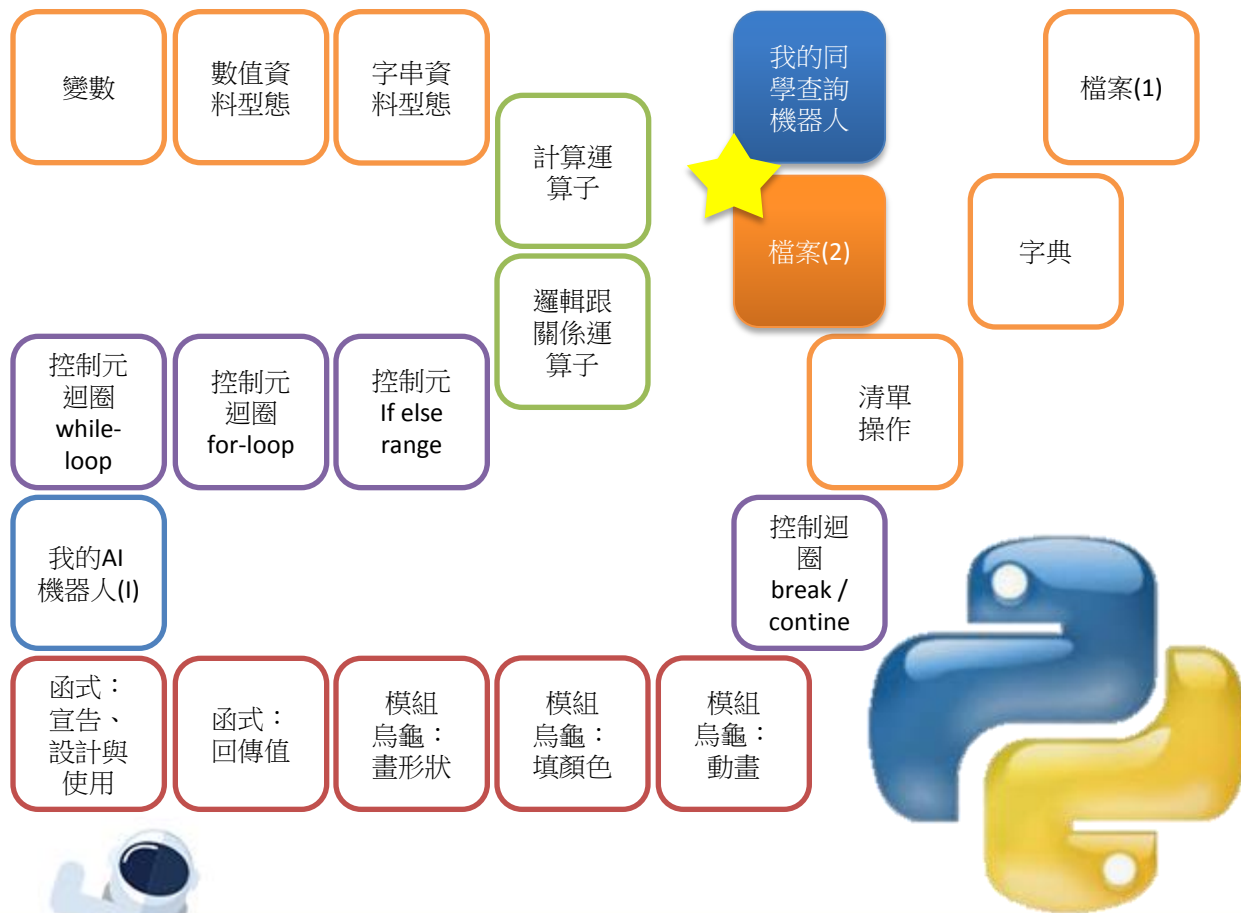 變數
數值資
料型態
字串資
料型態
計算運
算子
邏輯跟
關係運
算子
控制元
If else
range
控制元
迴圈
for-loop
控制元
迴圈
while-
loop
我的AI
機器人(I)
函式：
宣告、
設計與
使用
函式：
回傳值
模組
烏龜：
畫形狀
模組
烏龜：
填顏色
模組
烏龜：
動畫
控制迴
圈
break /
contine
清單
操作
字典
檔案(1)
檔案(2)
我的同
學查詢
機器人